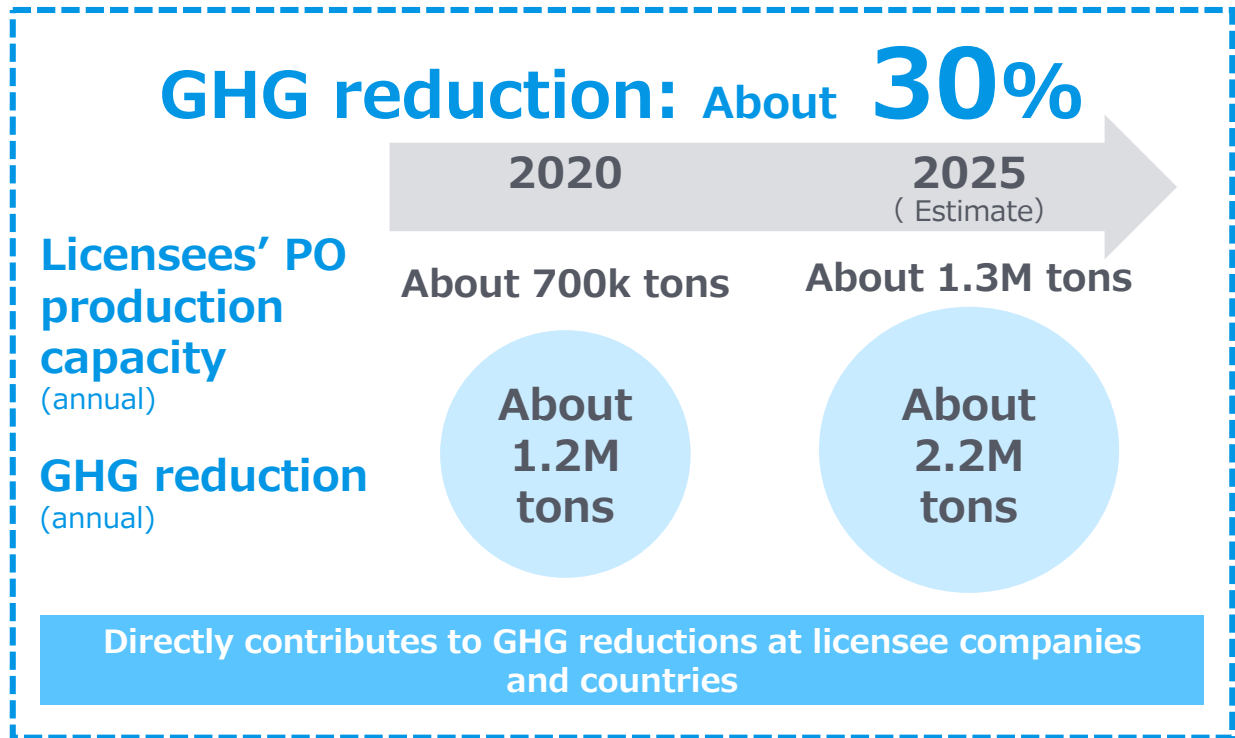 GHG reduction: About 30%
2020
2025
( Estimate)
Licensees’ PO
production
capacity
(annual)
About 700k tons
About 1.3M tons
GHG reduction
(annual)
About
1.2M
tons
About
2.2M
tons
Directly contributes to GHG reductions at licensee companies
and countries